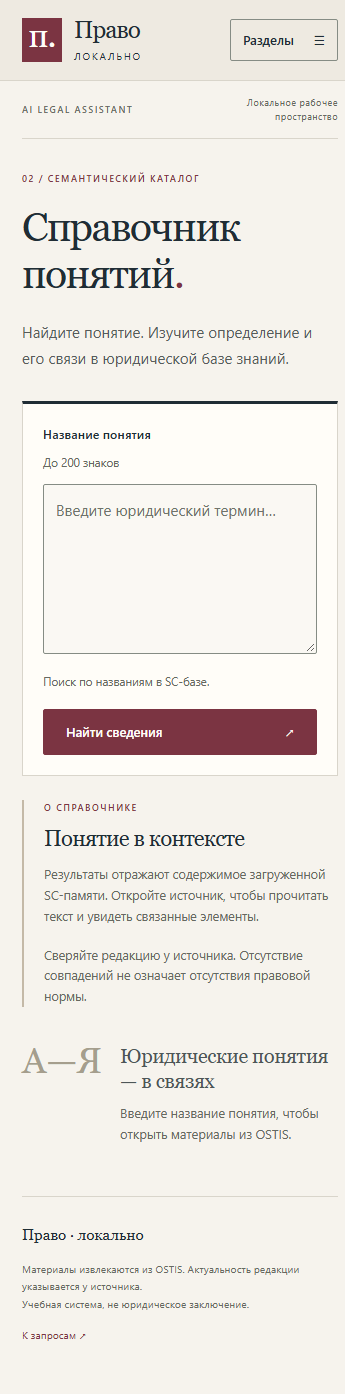 П.
Право
ЛОКАЛЬНО
Разделы ☰
AI LEGAL ASSISTANT
Локальное рабочее
пространство
02 / СЕМАНТИЧЕСКИЙ КАТАЛОГ
Справочник
понятий.
Найдите понятие. Изучите определение и
его связи в юридической базе знаний.
Название понятия
До 200 знаков
Введите юридический термин...
Поиск по названиям в SC-базе.
Найти сведения ↗
О СПРАВОЧНИКЕ
Понятие в контексте
Результаты отражают содержимое загруженной
SC-памяти. Откройте источник, чтобы прочитать
текст и увидеть связанные элементы.
Сверяйте редакцию у источника. Отсутствие
совпадений не означает отсутствия правовой
нормы.
А—Я
Юридические понятия
— в связях
Введите название понятия, чтобы
открыть материалы из OSTIS.
Право · локально
Материалы извлекаются из OSTIS. Актуальность редакции
указывается у источника.
Учебная система, не юридическое заключение.
К запросам ↗